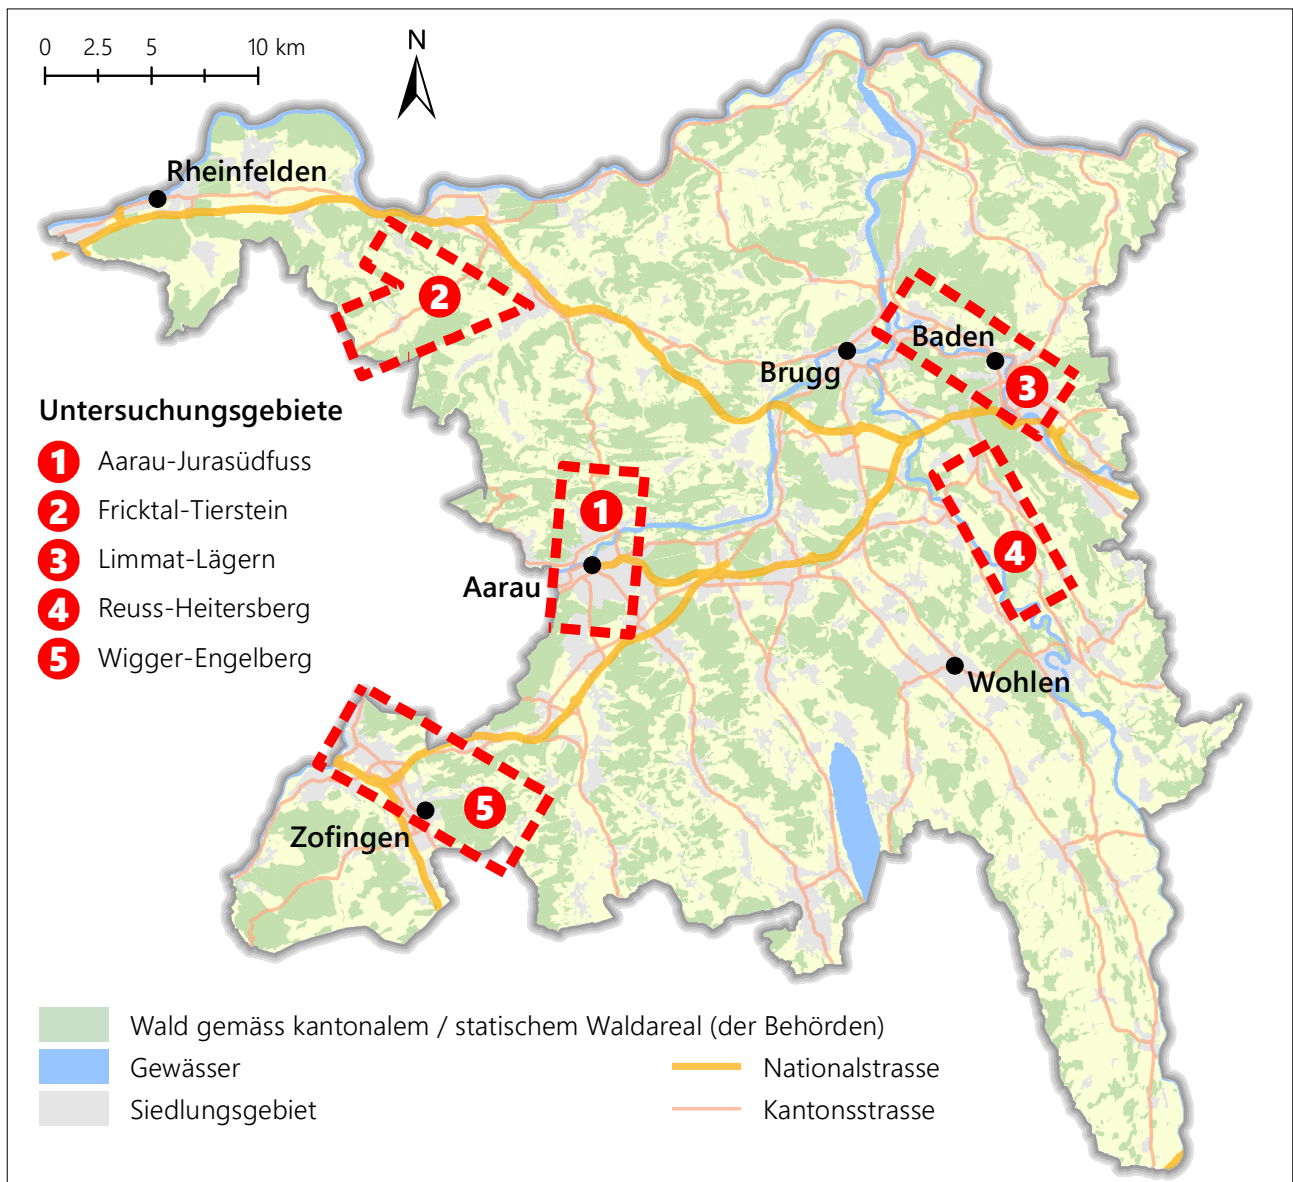 0 2.5 5 10 km
N
Rheinfelden
2
Baden
Brugg
3
Untersuchungsgebiete
1 Aarau-Jurasüdfuss
2 Fricktal-Tierstein
3 Limmat-Lägern
4 Reuss-Heitersberg
5 Wigger-Engelberg
1
4
Aarau
Wohlen
5
Zofingen
Wald gemäss kantonalem / statischem Waldareal (der Behörden)
Gewässer
Nationalstrasse
Siedlungsgebiet
Kantonsstrasse